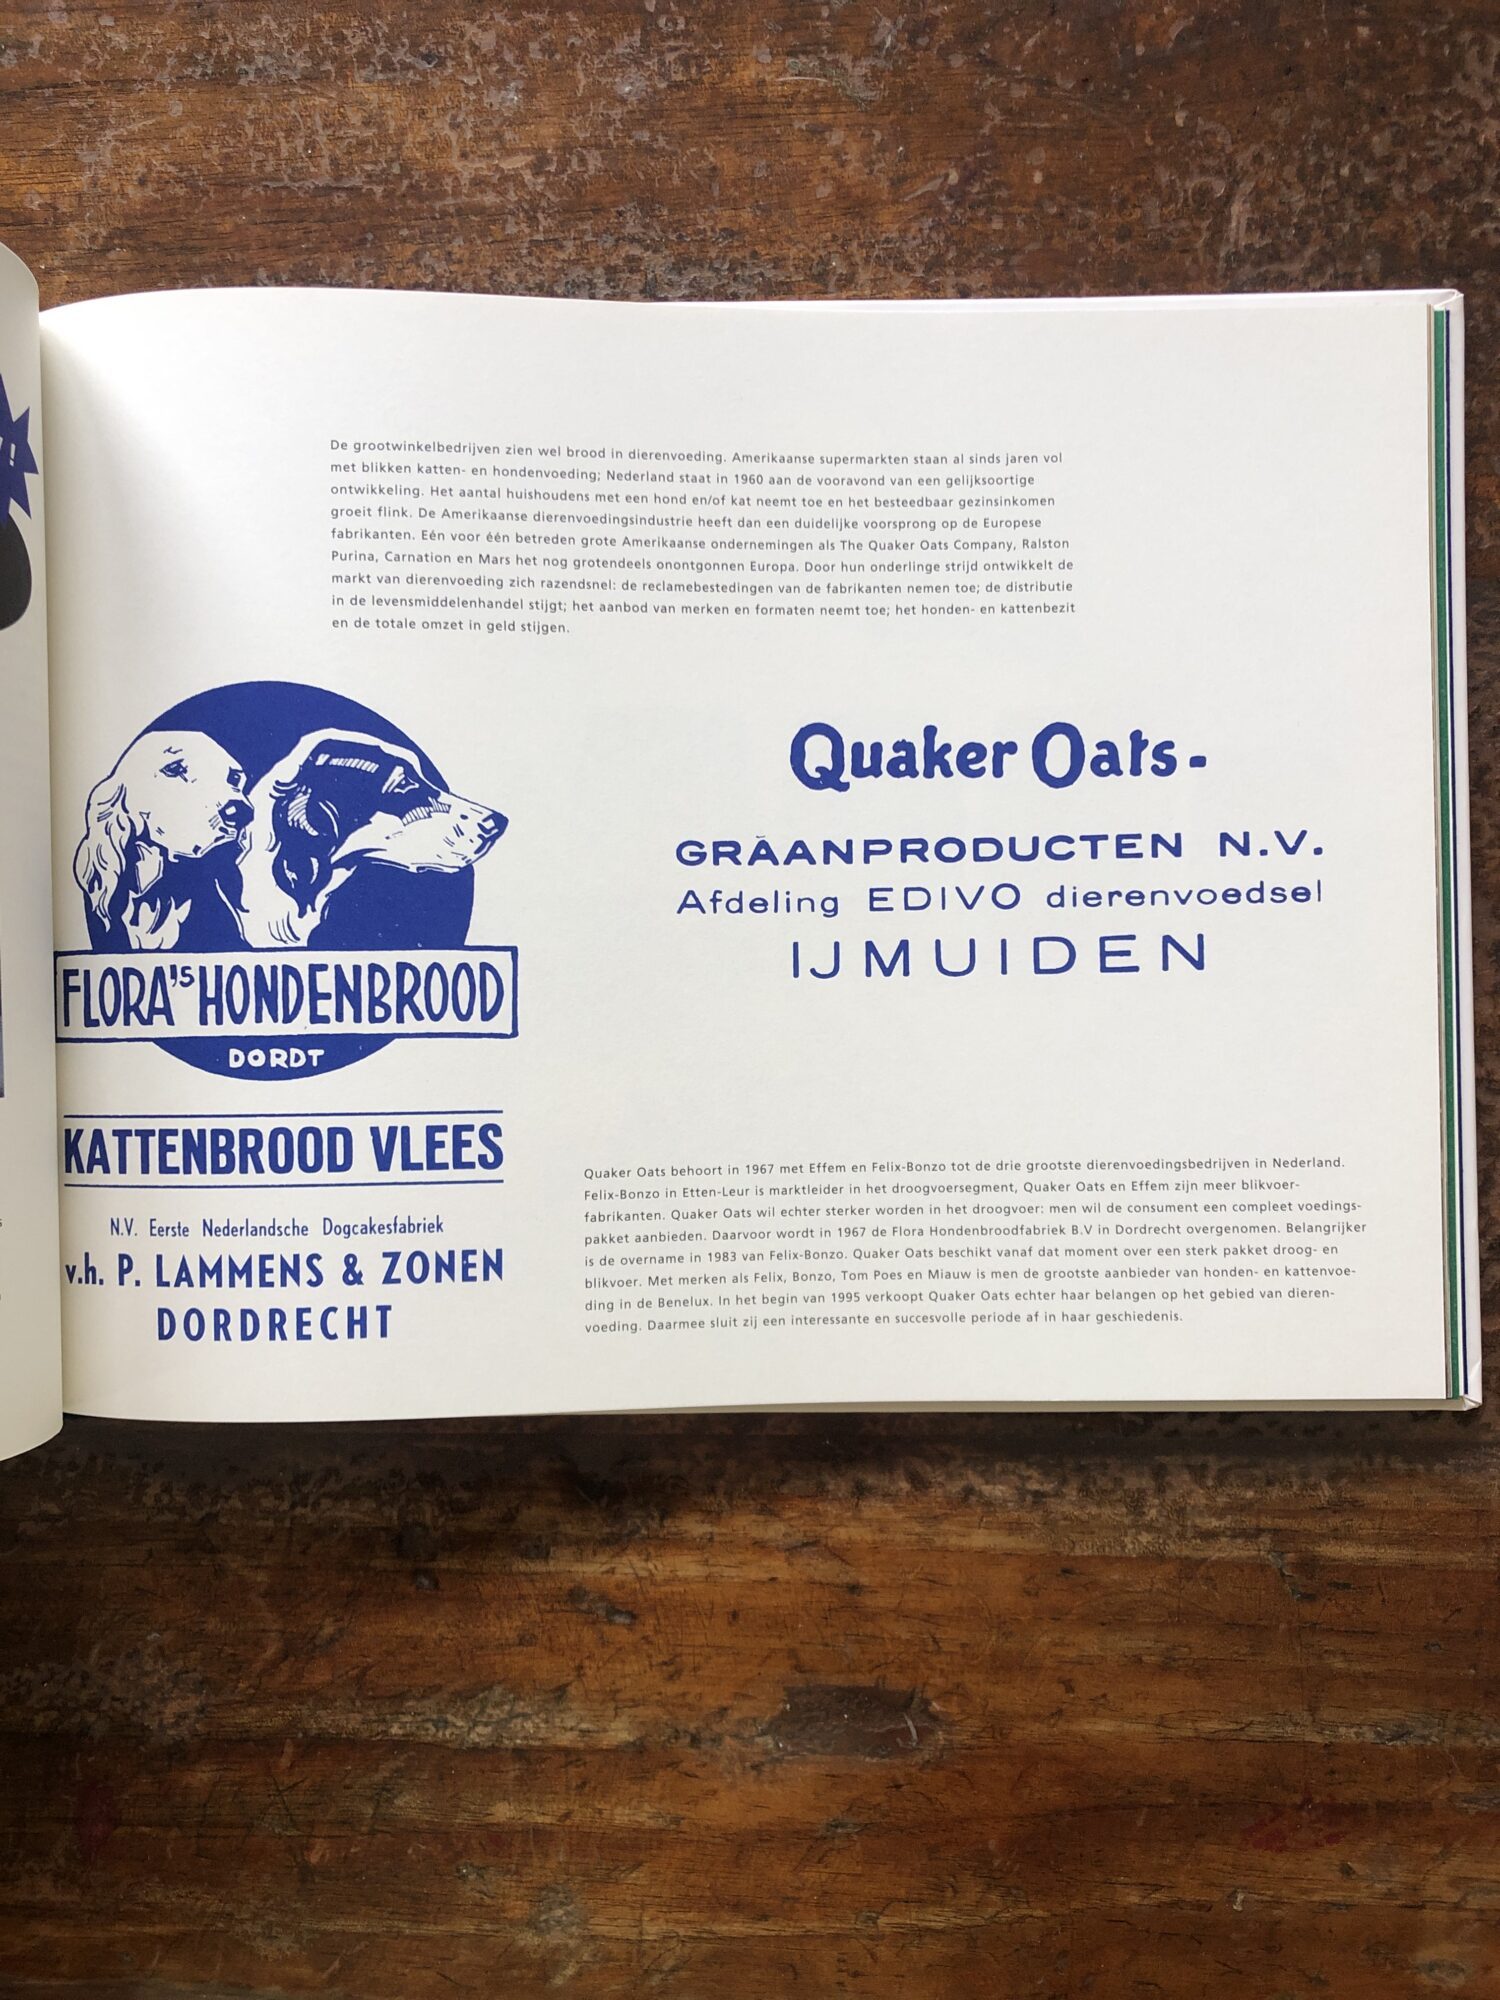 De grootwinkelbedrijven zien wel brood in dierenvoeding. Amerikaanse supermarkten staan al sinds jaren vol
met blikken katten- en hondenvoeding; Nederland staat in 1960 aan de vooravond van een gelijksoortige
ontwikkeling. Het aantal huishoudens met een hond en/of kat neemt toe en het besteedbaar gezinsinkomen
groeit flink. De Amerikaanse dierenvoedingsindustrie heeft dan een duidelijke voorsprong op de Europese
fabrikanten. Eén voor één betreden grote Amerikaanse ondernemingen als The Quaker Oats Company, Ralston
Purina, Carnation en Mars het nog grotendeels onontgonnen Europa. Door hun onderlinge strijd ontwikkelt de
markt van dierenvoeding zich razendsnel: de reclamebestedingen van de fabrikanten nemen toe; de distributie
in de levensmiddelenhandel stijgt; het aanbod van merken en formaten neemt toe; het honden- en kattenbezit
en de totale omzet in geld stijgen.
FLORA'S HONDENBROOD
DORDT
KATTENBROOD VLEES
N.V. Eerste Nederlandsche Dogcakesfabriek
v.h. P. LAMMENS & ZONEN
DORDRECHT
Quaker Oats-
GRAANPRODUCTEN N.V.
Afdeling EDIVO dierenvoedsel
IJMUIDEN
Quaker Oats behoort in 1967 met Effem en Felix-Bonzo tot de drie grootste dierenvoedingsbedrijven in Nederland.
Felix-Bonzo in Etten-Leur is marktleider in het droogvoersegment, Quaker Oats en Effem zijn meer blikvoer-
fabrikanten. Quaker Oats wil echter sterker worden in het droogvoer: men wil de consument een compleet voedings-
pakket aanbieden. Daarvoor wordt in 1967 de Flora Hondenbroodfabriek B.V in Dordrecht overgenomen. Belangrijker
is de overname in 1983 van Felix-Bonzo. Quaker Oats beschikt vanaf dat moment over een sterk pakket droog- en
blikvoer. Met merken als Felix, Bonzo, Tom Poes en Miauw is men de grootste aanbieder van honden- en kattenvoe-
ding in de Benelux. In het begin van 1995 verkoopt Quaker Oats echter haar belangen op het gebied van dieren-
voeding. Daarmee sluit zij een interessante en succesvolle periode af in haar geschiedenis.